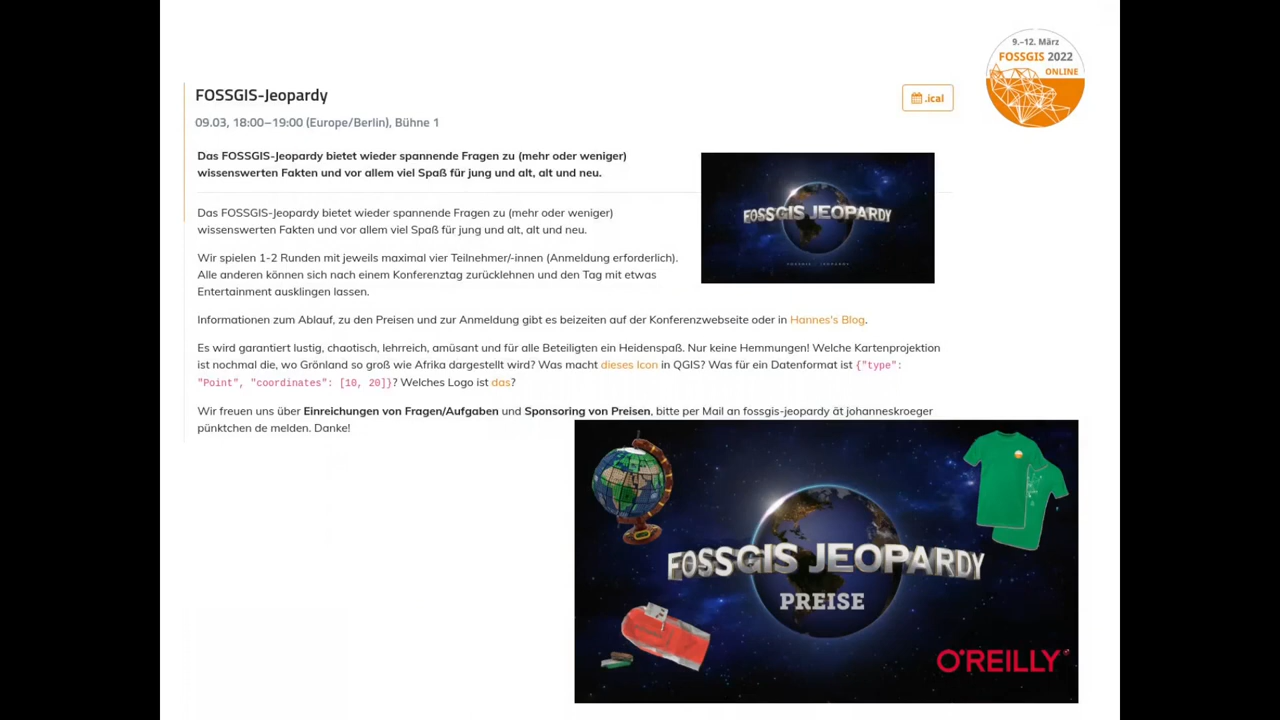 9.–12. März
FOSSGIS 2022
ONLINE
FOSSGIS-Jeopardy
.ical
09.03, 18:00–19:00 (Europe/Berlin), Bühne 1
Das FOSSGIS-Jeopardy bietet wieder spannende Fragen zu (mehr oder weniger)
wissenswerten Fakten und vor allem viel Spaß für jung und alt, alt und neu.
Das FOSSGIS-Jeopardy bietet wieder spannende Fragen zu (mehr oder weniger)
wissenswerten Fakten und vor allem viel Spaß für jung und alt, alt und neu.
FOSSGIS JEOPARDY
Wir spielen 1-2 Runden mit jeweils maximal vier Teilnehmer/-innen (Anmeldung erforderlich).
Alle anderen können sich nach einem Konferenztag zurücklehnen und den Tag mit etwas
Entertainment ausklingen lassen.
Informationen zum Ablauf, zu den Preisen und zur Anmeldung gibt es beizeiten auf der Konferenzwebseite oder in Hannes's Blog.
Es wird garantiert lustig, chaotisch, lehrreich, amüsant und für alle Beteiligten ein Heidenspaß. Nur keine Hemmungen! Welche Kartenprojektion
ist nochmal die, wo Grönland so groß wie Afrika dargestellt wird? Was macht dieses Icon in QGIS? Was für ein Datenformat ist {"type":
"Point", "coordinates": [10, 20]}? Welches Logo ist das?
Wir freuen uns über Einreichungen von Fragen/Aufgaben und Sponsoring von Preisen, bitte per Mail an fossgis-jeopardy ät johanneskroeger
pünktchen de melden. Danke!
FOSSGIS JEOPARDY
PREISE
O'REILLY